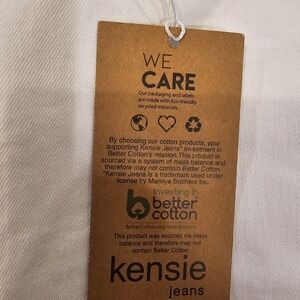 WE
CARE
Our packaging and labels
are made with Eco-friendly
recycled materials.
By choosing our cotton products, your
supporting Kensie Jeans' investment in
Better Cotton's mission.This product is
sourced via a system of mass balance and
therefore may not contain Better Cotton.
"Kensie Jeans is a trademark used under
license by Mamiye Brothers Inc.
Investing in
better
cotton
BetterCotton.org/massbalance
This product was sourced via mass
balance and therefore may not
contain Better Cotton
kensie
jeans